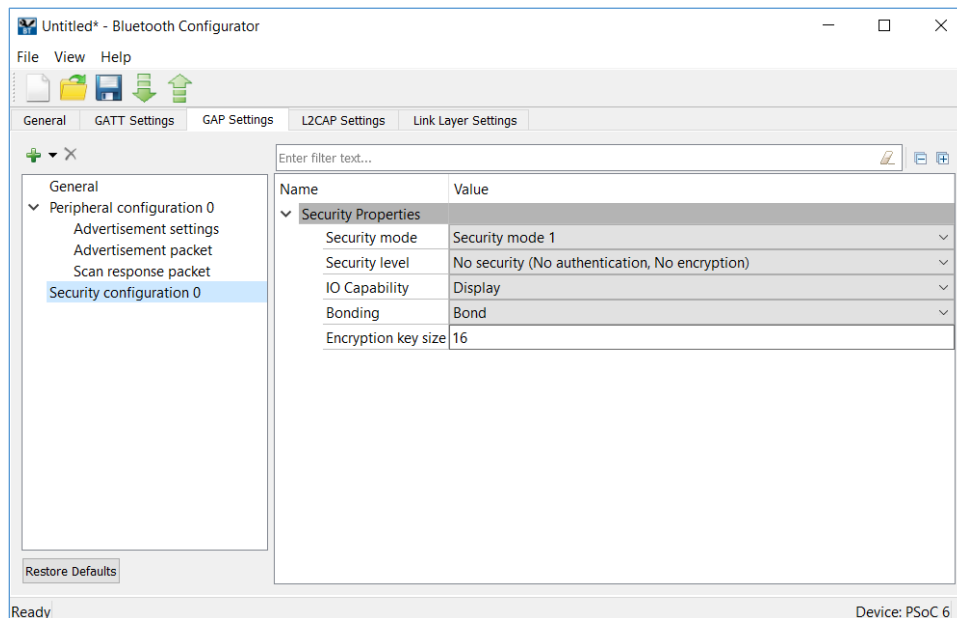 Untitled* - Bluetooth Configurator
File View Help
General GATT Settings GAP Settings L2CAP Settings Link Layer Settings
Enter filter text...
General
Peripheral configuration 0
Advertisement settings
Advertisement packet
Scan response packet
Security configuration 0
Name Value
Security Properties
Security mode Security mode 1
Security level No security (No authentication, No encryption)
IO Capability Display
Bonding Bond
Encryption key size 16
Restore Defaults
Ready Device: PSoC 6